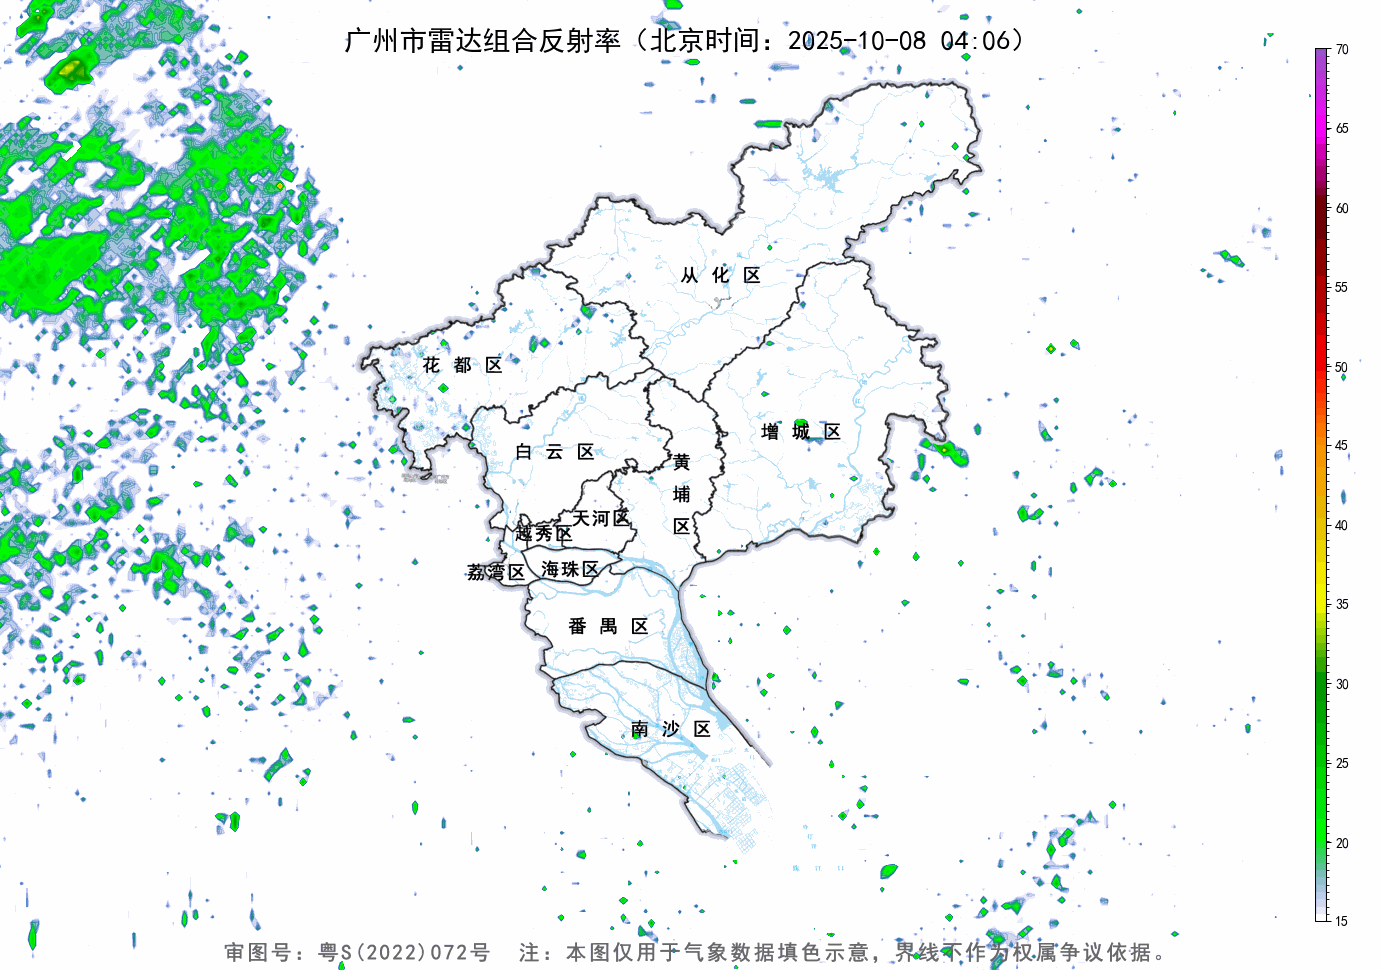 广州市雷达组合反射率（北京时间：2025-10-08 04:06）
70
65
60
55
50
45
40
35
30
25
20
15
从化区
花都区
增城区
白云区
黄埔区
天河区
越秀区
荔湾区
海珠区
番禺区
南沙区
审图号：粤S(2022)072号 注：本图仅用于气象数据填色示意，界线不作为权属争议依据。